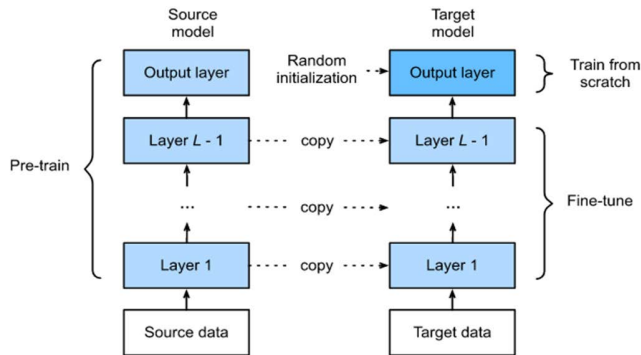 Source
model
Target
model
Output layer
Random
initialization
Output layer
Train from
scratch
Layer L - 1
copy
Layer L - 1
Pre-train
...
copy
...
Fine-tune
Layer 1
copy
Layer 1
Source data
Target data